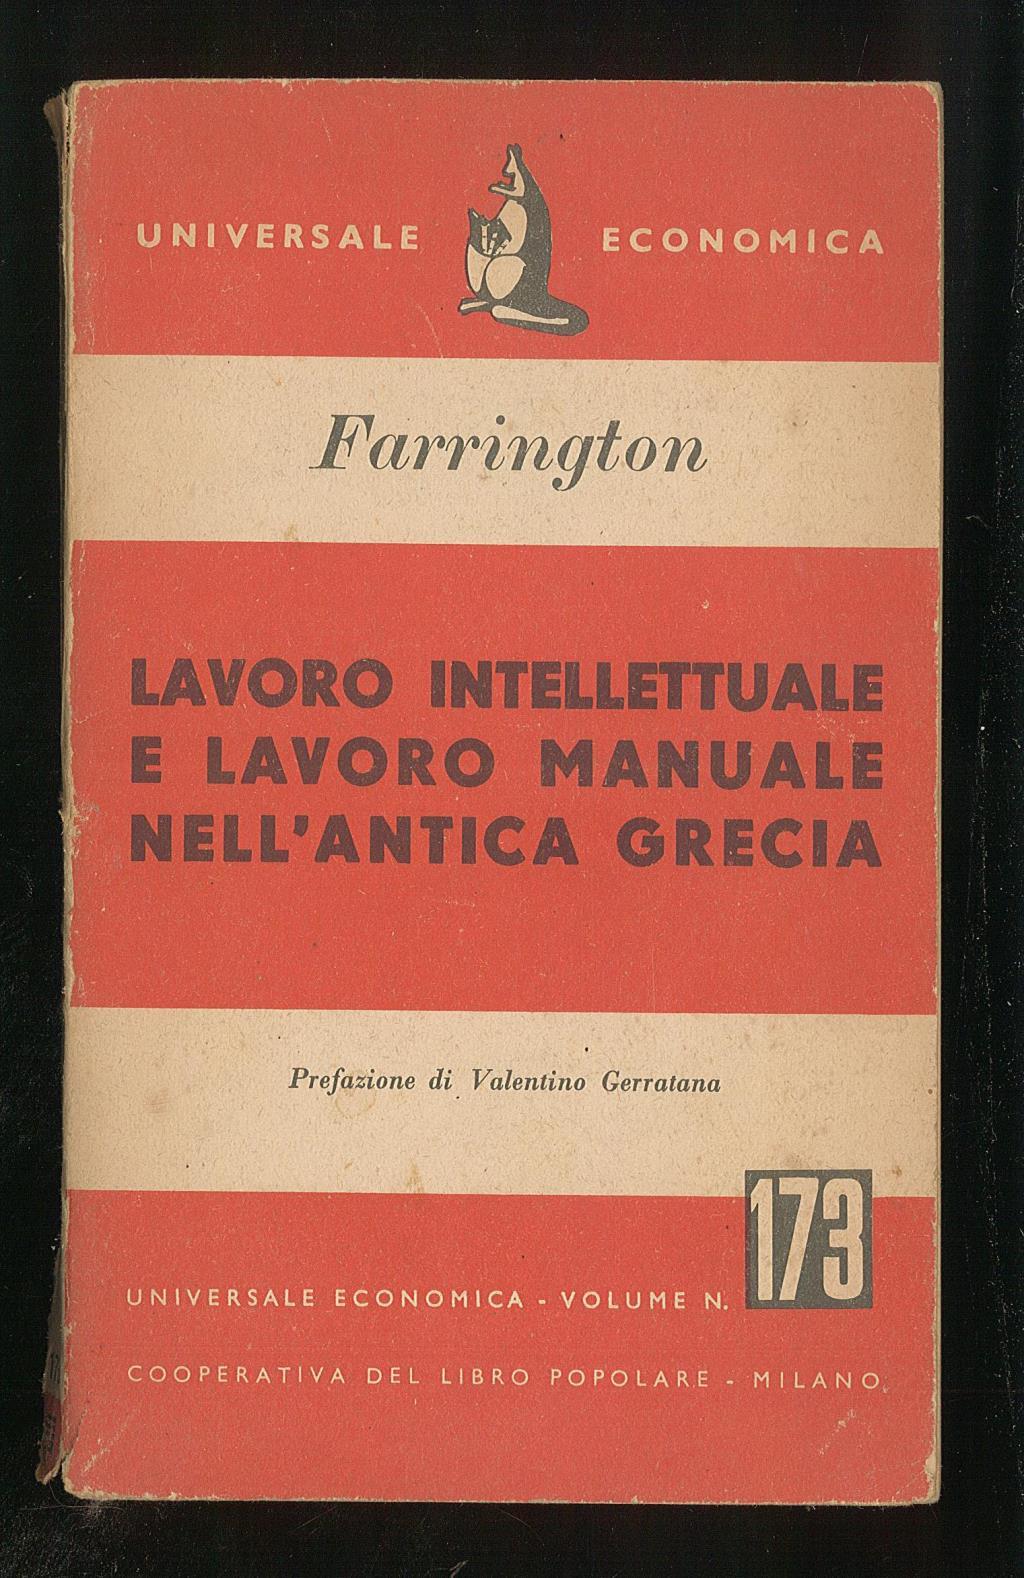 UNIVERSALE ECONOMICA
Farrington
LAVORO INTELLETTUALE
E LAVORO MANUALE
NELL'ANTICA GRECIA
Prefazione di Valentino Gerratana
173
UNIVERSALE ECONOMICA - VOLUME N.
COOPERATIVA DEL LIBRO POPOLARE - MILANO